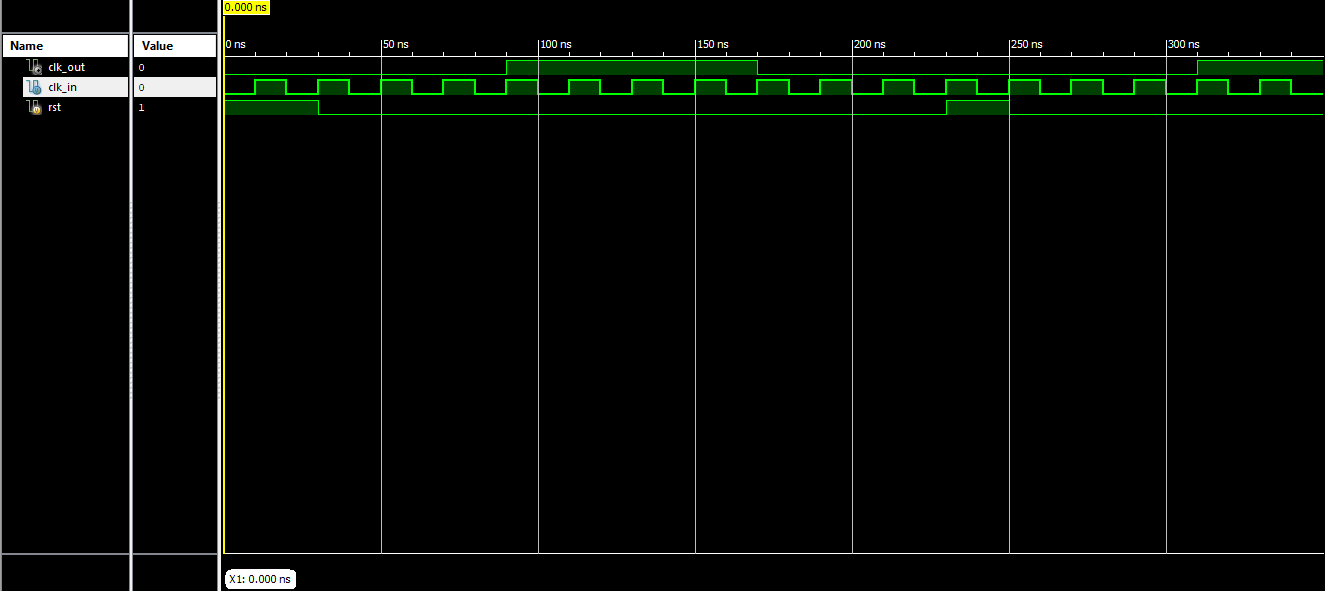 0.000 ns
Name Value
0 ns 50 ns 100 ns 150 ns 200 ns 250 ns 300 ns
clk_out 0
clk_in 0
rst 1
X1: 0.000 ns